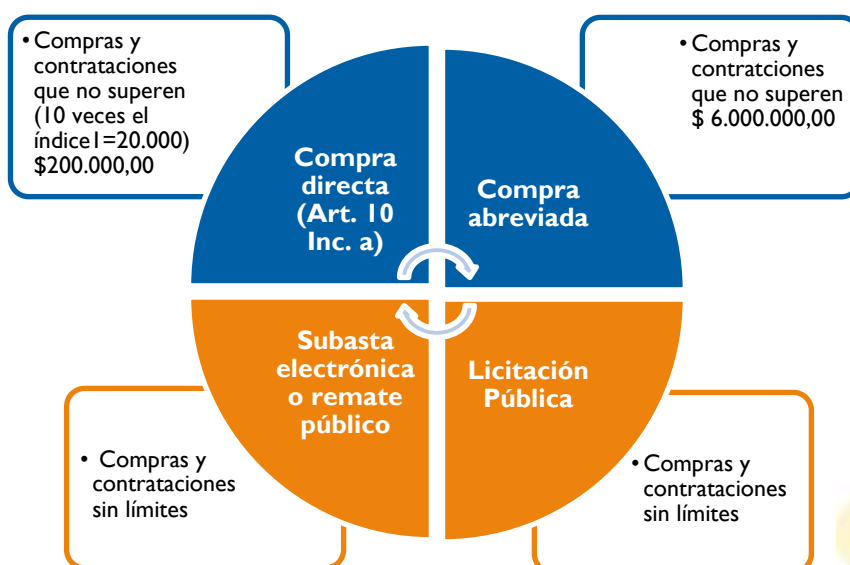 • Compras y
contrataciones
que no superen
(10 veces el
índice1=20.000)
$200.000,00
• Compras y
contratciones
que no superen
$ 6.000.000,00
Compra
directa
(Art. 10
Inc. a)
Compra
abreviada
Subasta
electrónica
o remate
público
Licitación
Pública
• Compras y
contrataciones
sin límites
• Compras y
contrataciones
sin límites